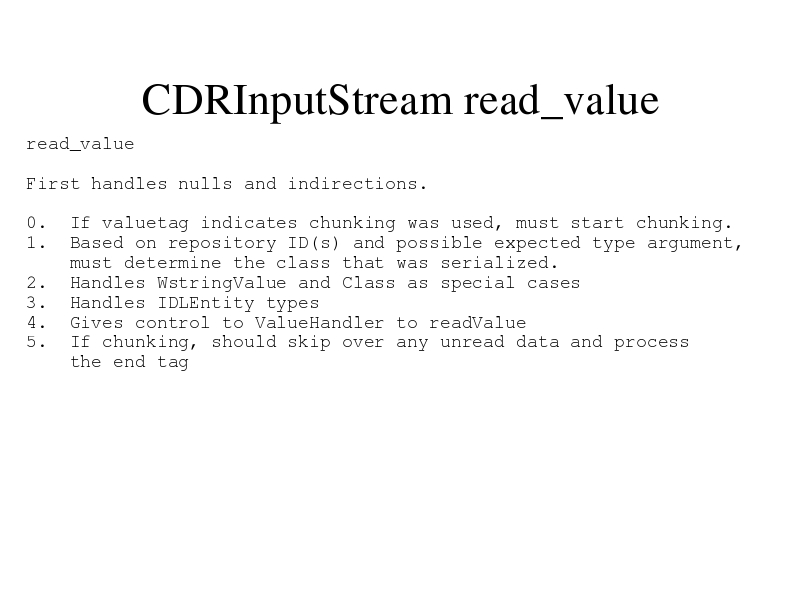 CDRInputStream read_value
read_value
First handles nulls and indirections.
0. If valuetag indicates chunking was used, must start chunking.
1. Based on repository ID(s) and possible expected type argument,
must determine the class that was serialized.
2. Handles WstringValue and Class as special cases
3. Handles IDLEntity types
4. Gives control to ValueHandler to readValue
5. If chunking, should skip over any unread data and process
the end tag